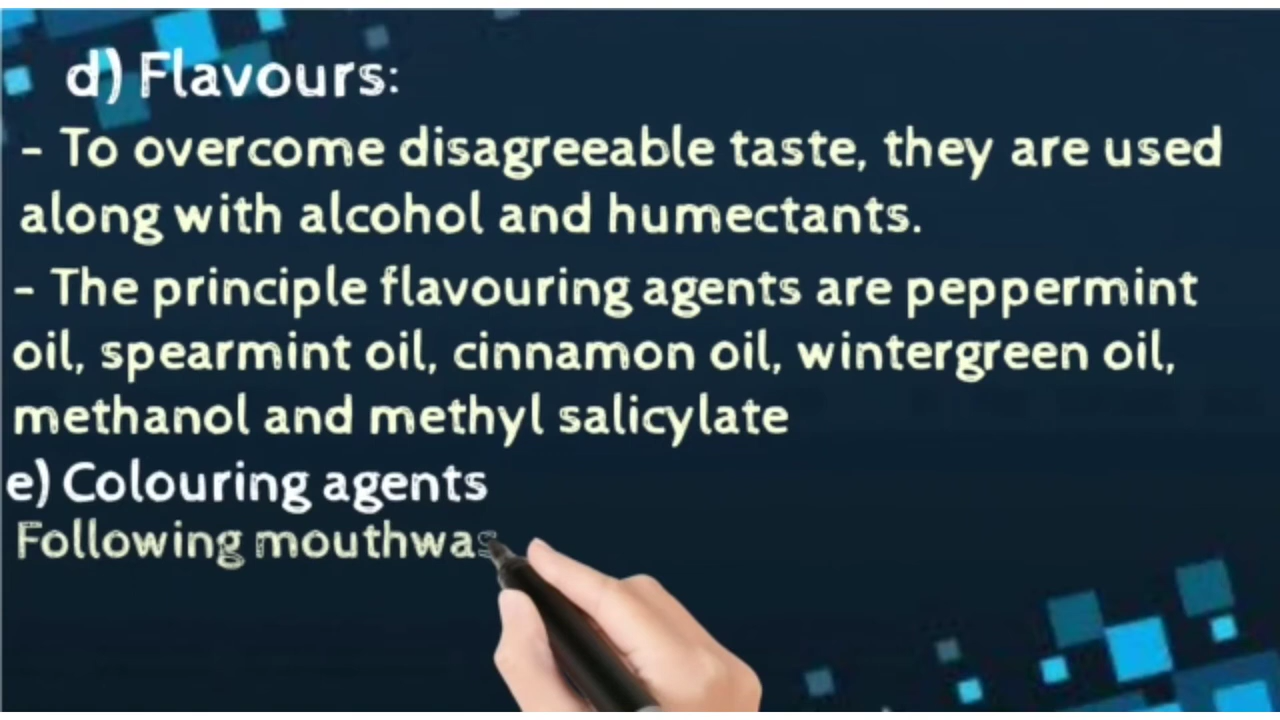 d) Flavours:
- To overcome disagreeable taste, they are used
along with alcohol and humectants.
- The principle flavouring agents are peppermint
oil, spearmint oil, cinnamon oil, wintergreen oil,
methanol and methyl salicylate
e) Colouring agents
Following mouthwas